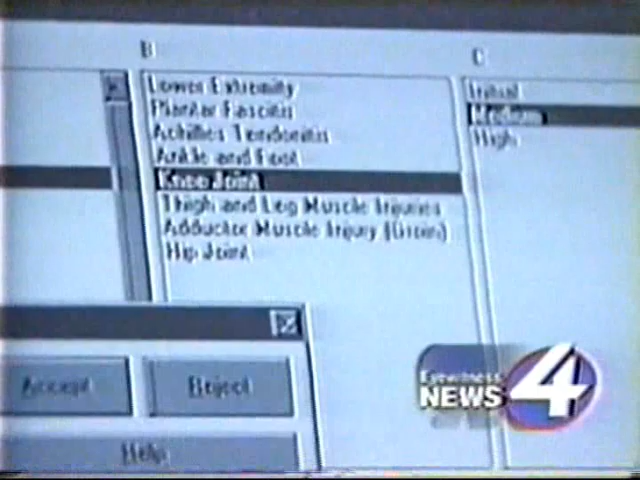 B
C
Lower Extremity
Plantar Fasciitis
Achilles Tendonitis
Ankle and Foot
Knee Joint
Thigh and Leg Muscle Injuries
Adductor Muscle Injury (Groin)
Hip Joint
Initial
Medium
High
Accept
Reject
Help
Eyewitness
NEWS 4